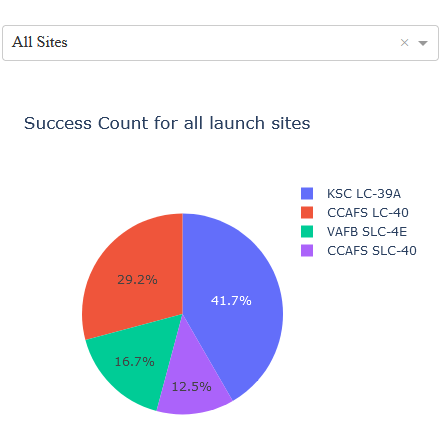 All Sites ×
Success Count for all launch sites
KSC LC-39A
CCAFS LC-40
VAFB SLC-4E
CCAFS SLC-40
29.2%
41.7%
16.7%
12.5%